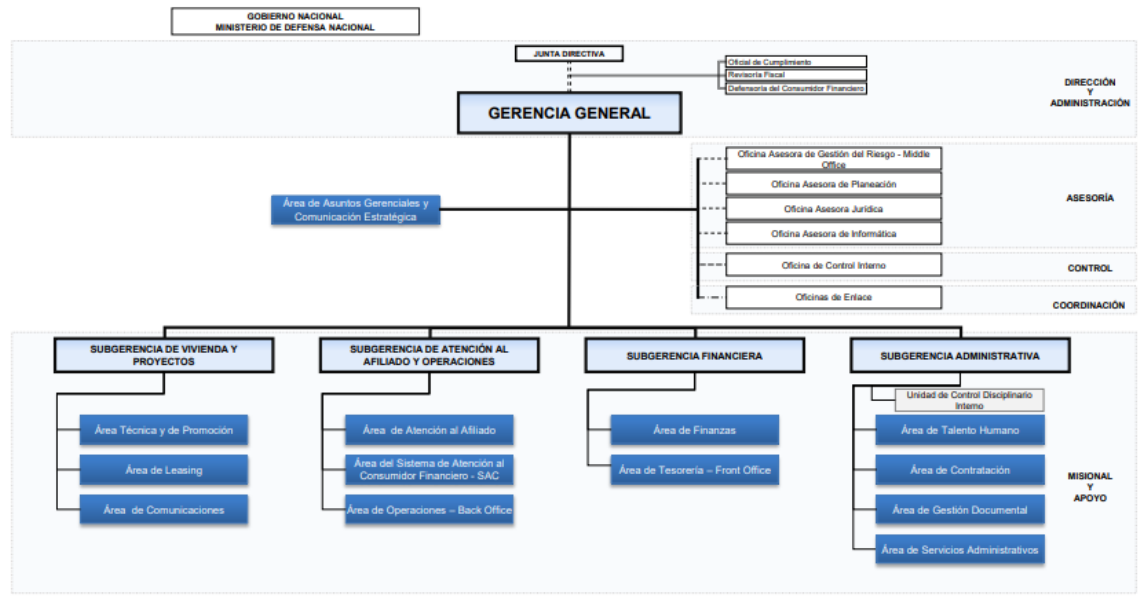 GOBIERNO NACIONAL
MINISTERIO DE DEFENSA NACIONAL
JUNTA DIRECTIVA
Oficial de Cumplimiento
Revisoría Fiscal
Defensoría del Consumidor Financiero
DIRECCIÓN
Y
ADMINISTRACIÓN
GERENCIA GENERAL
Oficina Asesora de Gestión del Riesgo - Middle
Office
Oficina Asesora de Planeación
Oficina Asesora Jurídica
Oficina Asesora de Informática
ASESORÍA
Área de Asuntos Gerenciales y
Comunicación Estratégica
Oficina de Control Interno
CONTROL
Oficinas de Enlace
COORDINACIÓN
SUBGERENCIA DE VIVIENDA Y
PROYECTOS
Área Técnica y de Promoción
Área de Leasing
Área de Comunicaciones
SUBGERENCIA DE ATENCIÓN AL
AFILIADO Y OPERACIONES
Área de Atención al Afiliado
Área del Sistema de Atención al
Consumidor Financiero - SAC
Área de Operaciones – Back Office
SUBGERENCIA FINANCIERA
Área de Finanzas
Área de Tesorería – Front Office
SUBGERENCIA ADMINISTRATIVA
Unidad de Control Disciplinario
Interno
Área de Talento Humano
Área de Contratación
Área de Gestión Documental
Área de Servicios Administrativos
MISIONAL
Y
APOYO